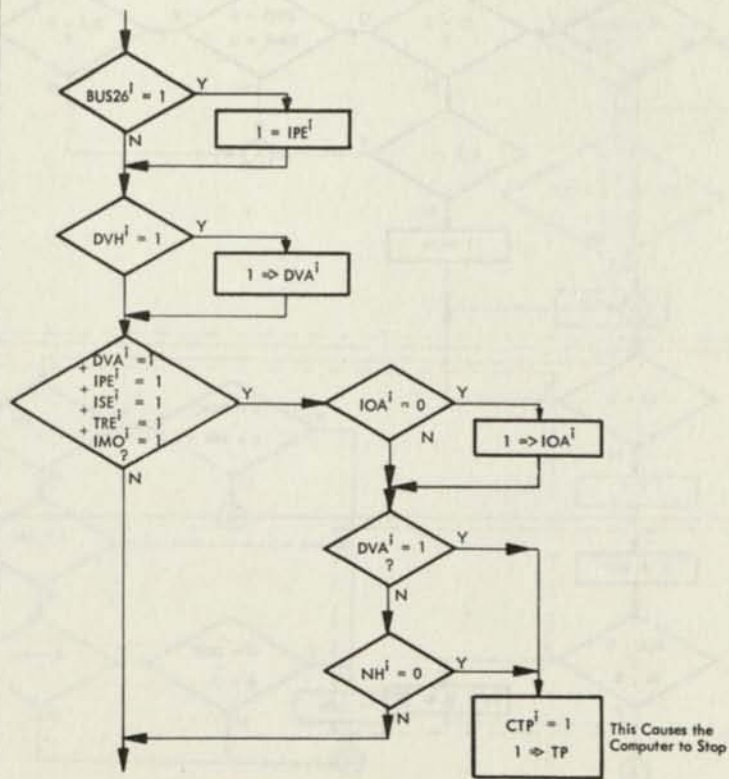 BUS26ⁱ = 1
Y
1 = IPEⁱ
N
DVHⁱ = 1
Y
1 => DVAⁱ
N
+ DVAⁱ = 1
+ IPEⁱ = 1
+ ISEⁱ = 1
+ TREⁱ = 1
+ IMOⁱ = 1
?
Y
N
IOAⁱ = 0
Y
1 => IOAⁱ
N
DVAⁱ = 1
?
Y
N
NHⁱ = 0
Y
N
CTPⁱ = 1
1 => TP
This Causes the
Computer to Stop